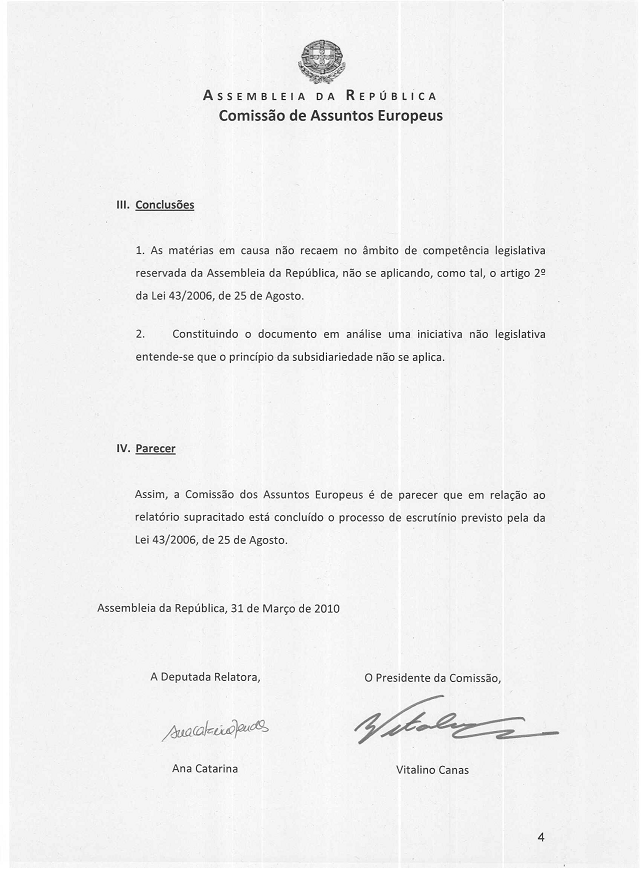 ASSEMBLEIA DA REPÚBLICA
Comissão de Assuntos Europeus
III. Conclusões
1. As matérias em causa não recaem no âmbito de competência legislativa
reservada da Assembleia da República, não se aplicando, como tal, o artigo 2º
da Lei 43/2006, de 25 de Agosto.
2. Constituindo o documento em análise uma iniciativa não legislativa
entende-se que o princípio da subsidiariedade não se aplica.
IV. Parecer
Assim, a Comissão dos Assuntos Europeus é de parecer que em relação ao
relatório supracitado está concluído o processo de escrutínio previsto pela da
Lei 43/2006, de 25 de Agosto.
Assembleia da República, 31 de Março de 2010
A Deputada Relatora, O Presidente da Comissão,
Ana Catarina Vitalino Canas
4